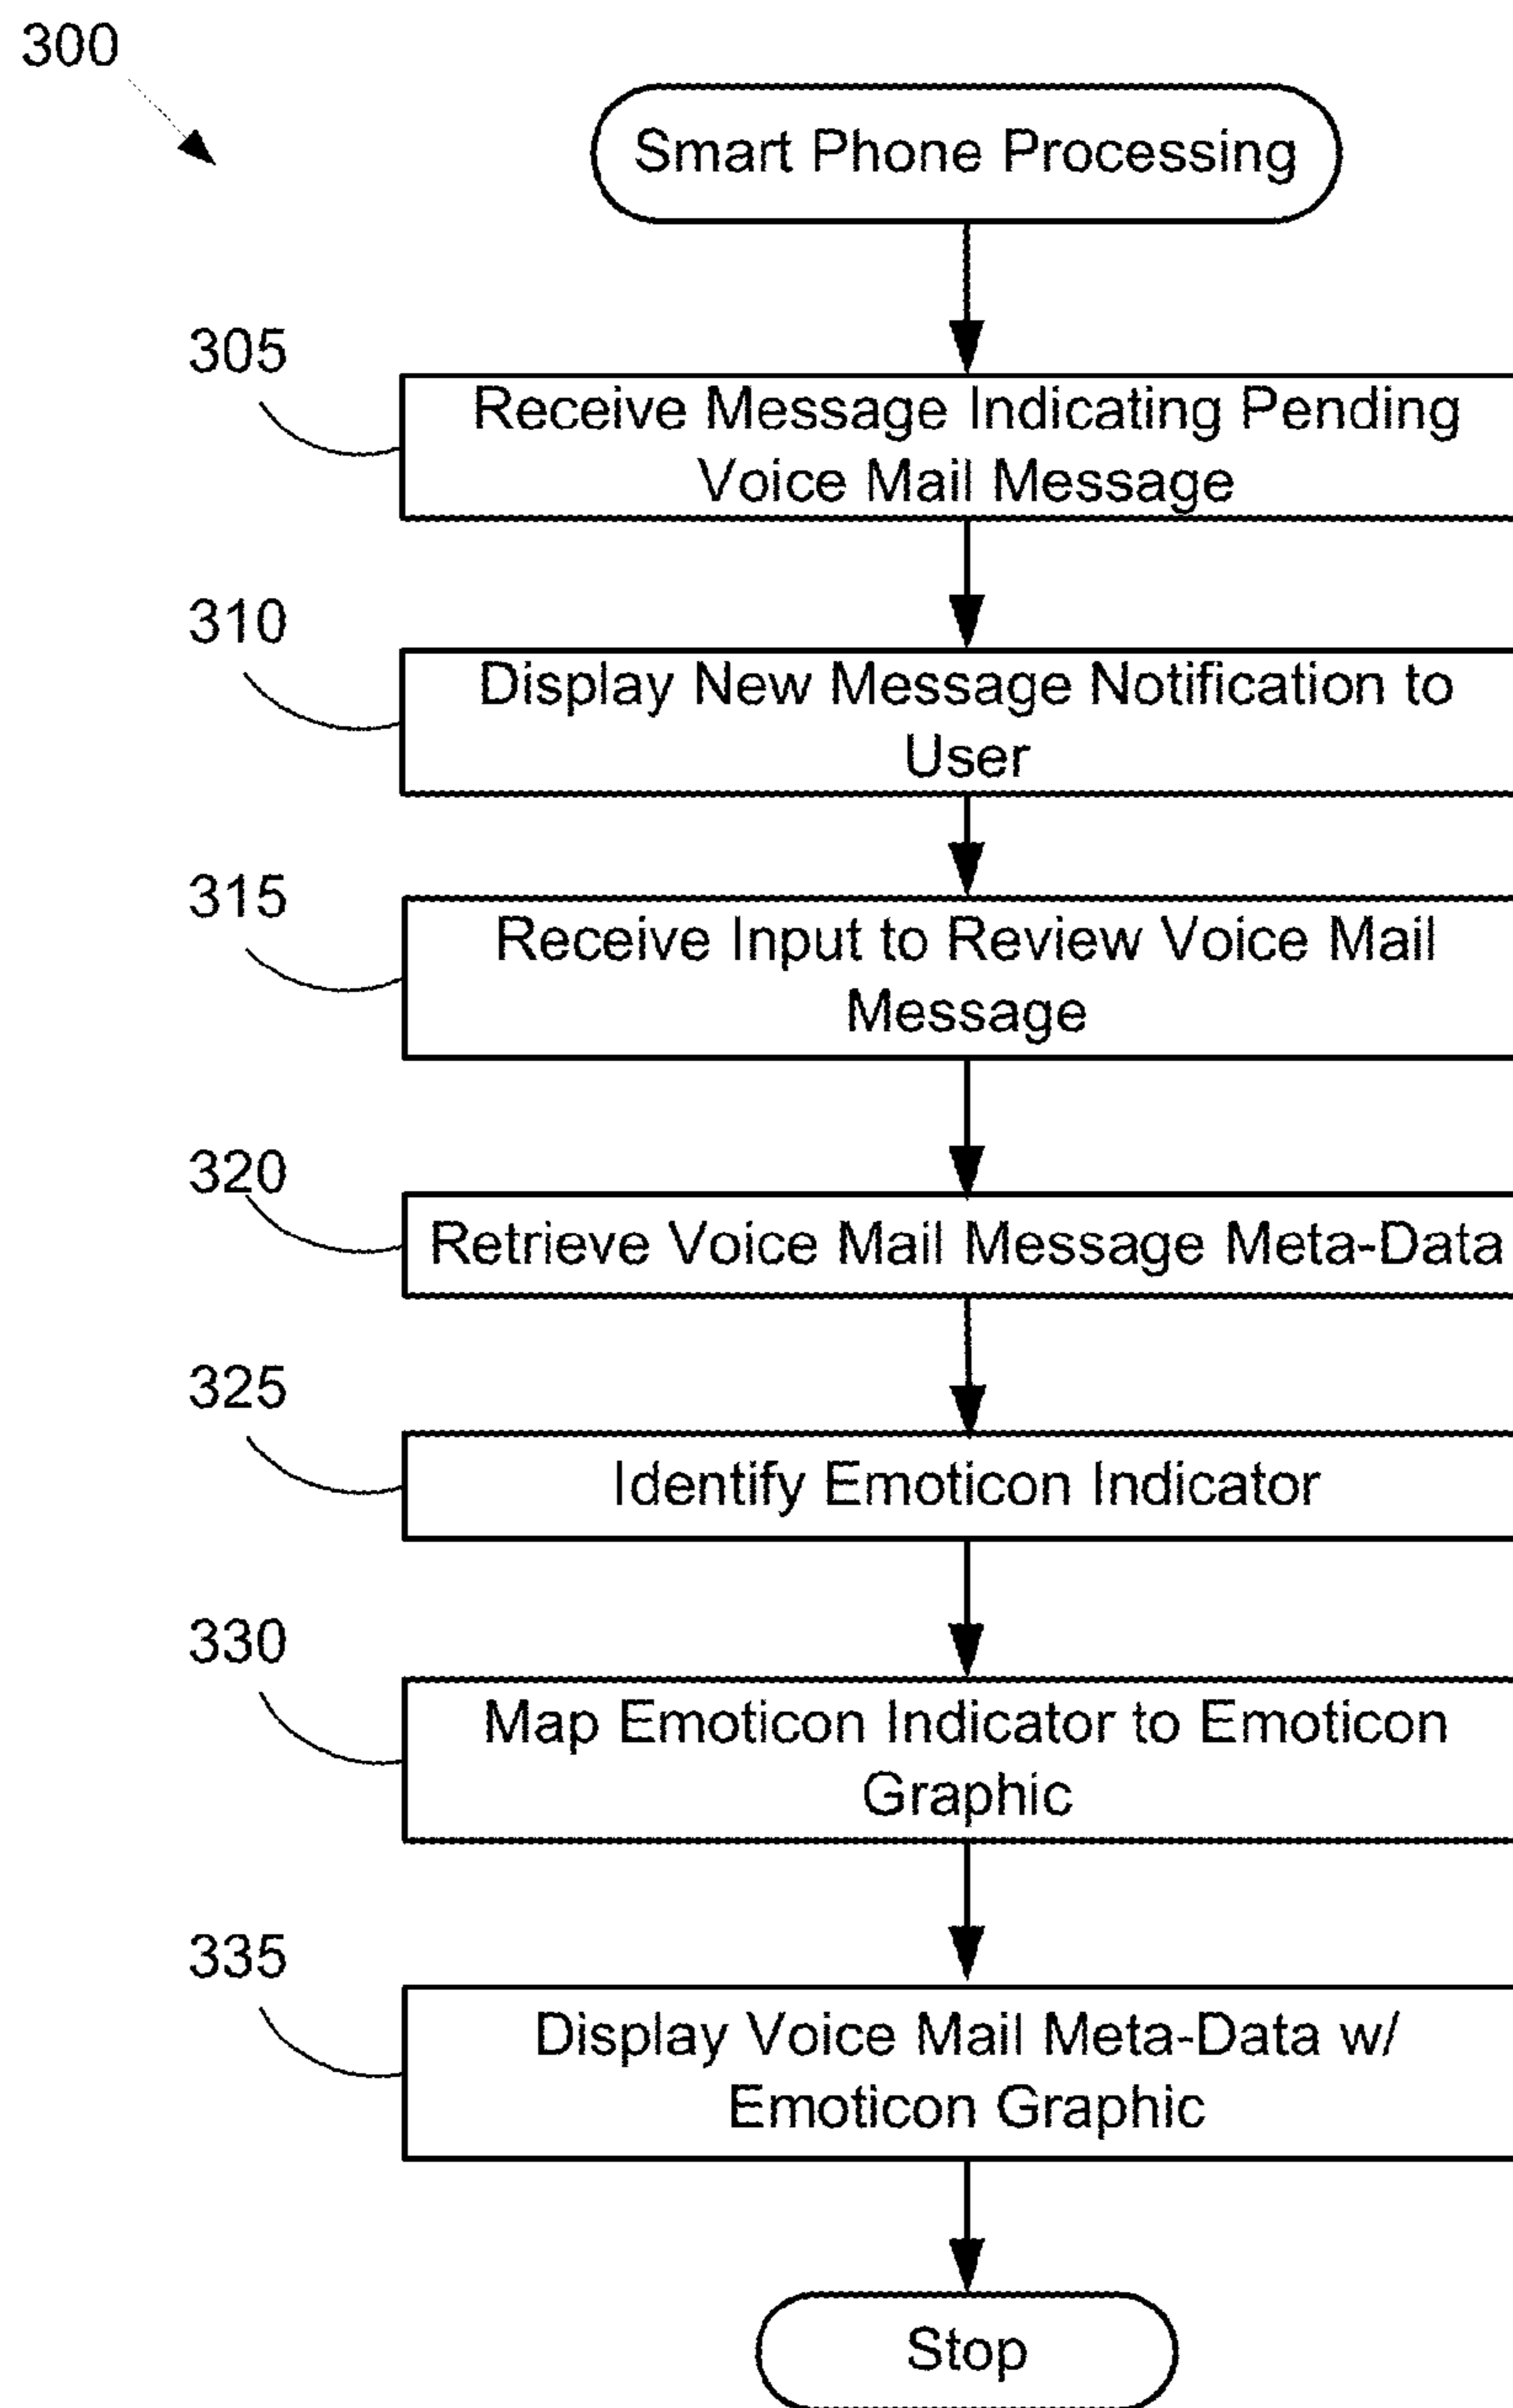 300
Smart Phone Processing
305
Receive Message Indicating Pending
Voice Mail Message
310
Display New Message Notification to
User
315
Receive Input to Review Voice Mail
Message
320
Retrieve Voice Mail Message Meta-Data
325
Identify Emoticon Indicator
330
Map Emoticon Indicator to Emoticon
Graphic
335
Display Voice Mail Meta-Data w/
Emoticon Graphic
Stop